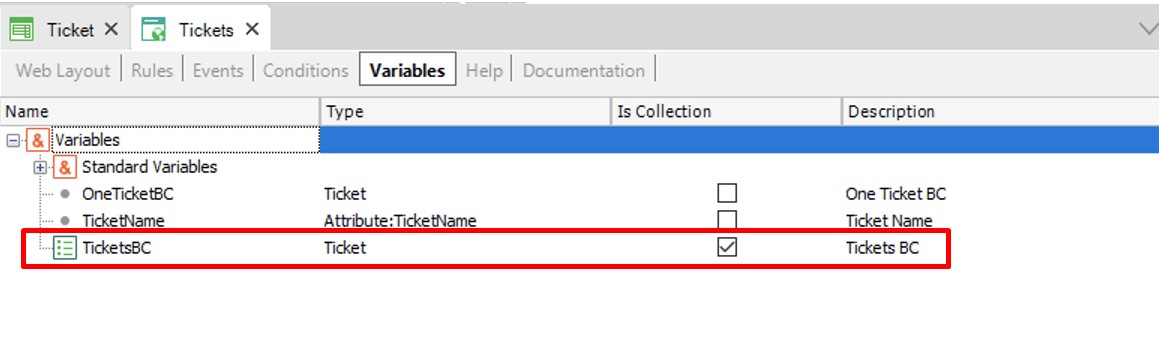 Ticket Tickets
Web Layout Rules Events Conditions Variables Help Documentation
Name Type Is Collection Description
& Variables
& Standard Variables
OneTicketBC Ticket One Ticket BC
TicketName Attribute:TicketName Ticket Name
TicketsBC Ticket Tickets BC